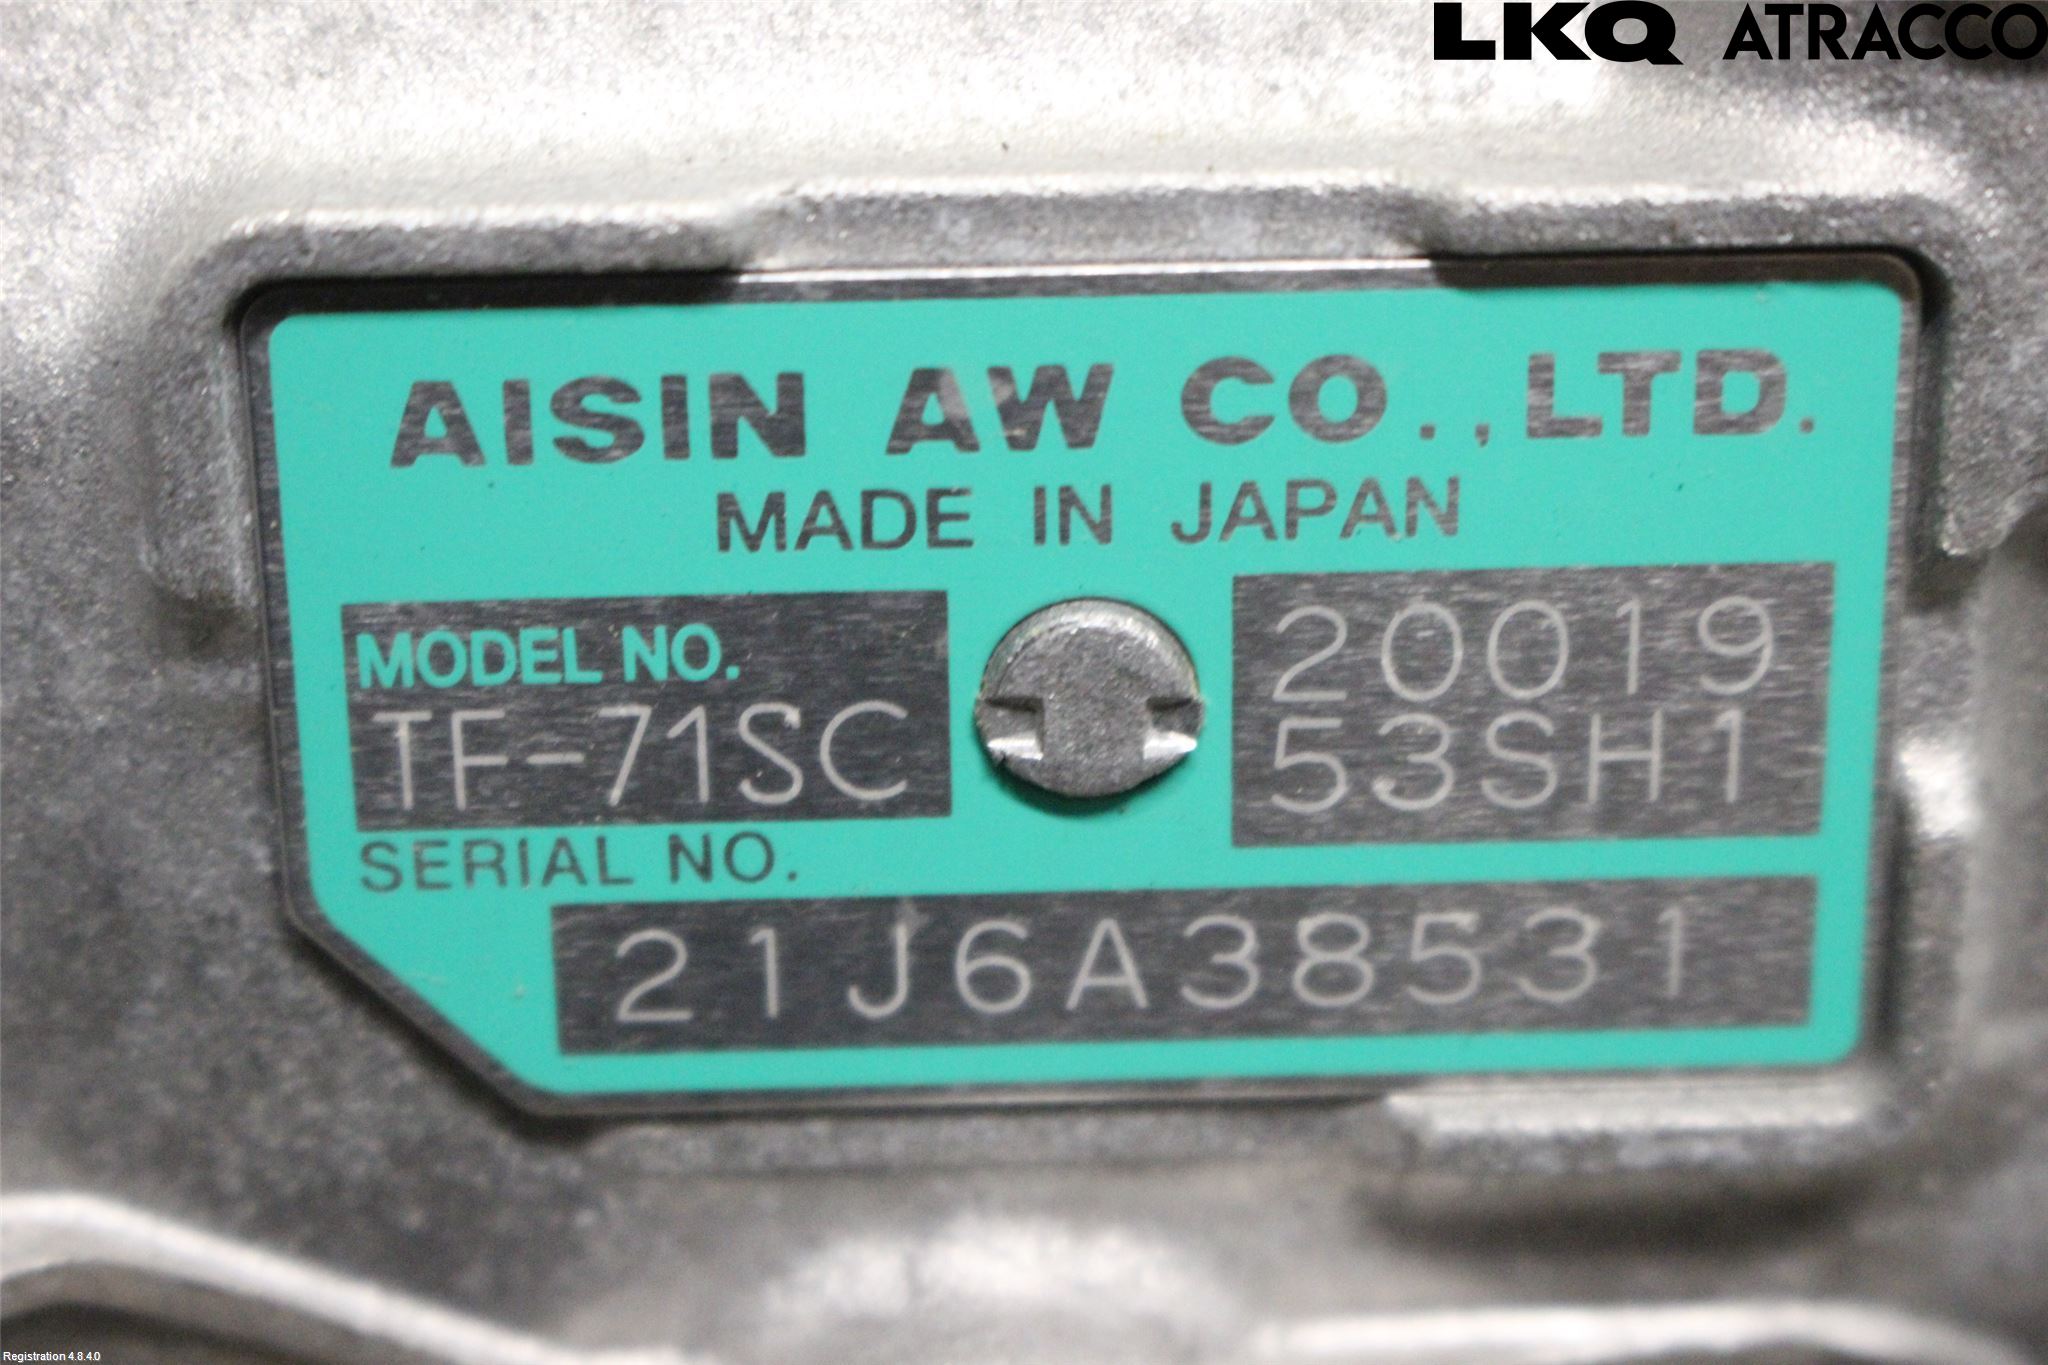 LKQ ATRACCO
AISIN AW CO.,LTD.
MADE IN JAPAN
MODEL NO.
TF-71SC
20019
53SH1
SERIAL NO.
21J6A38531
Registration 4.8.4.0